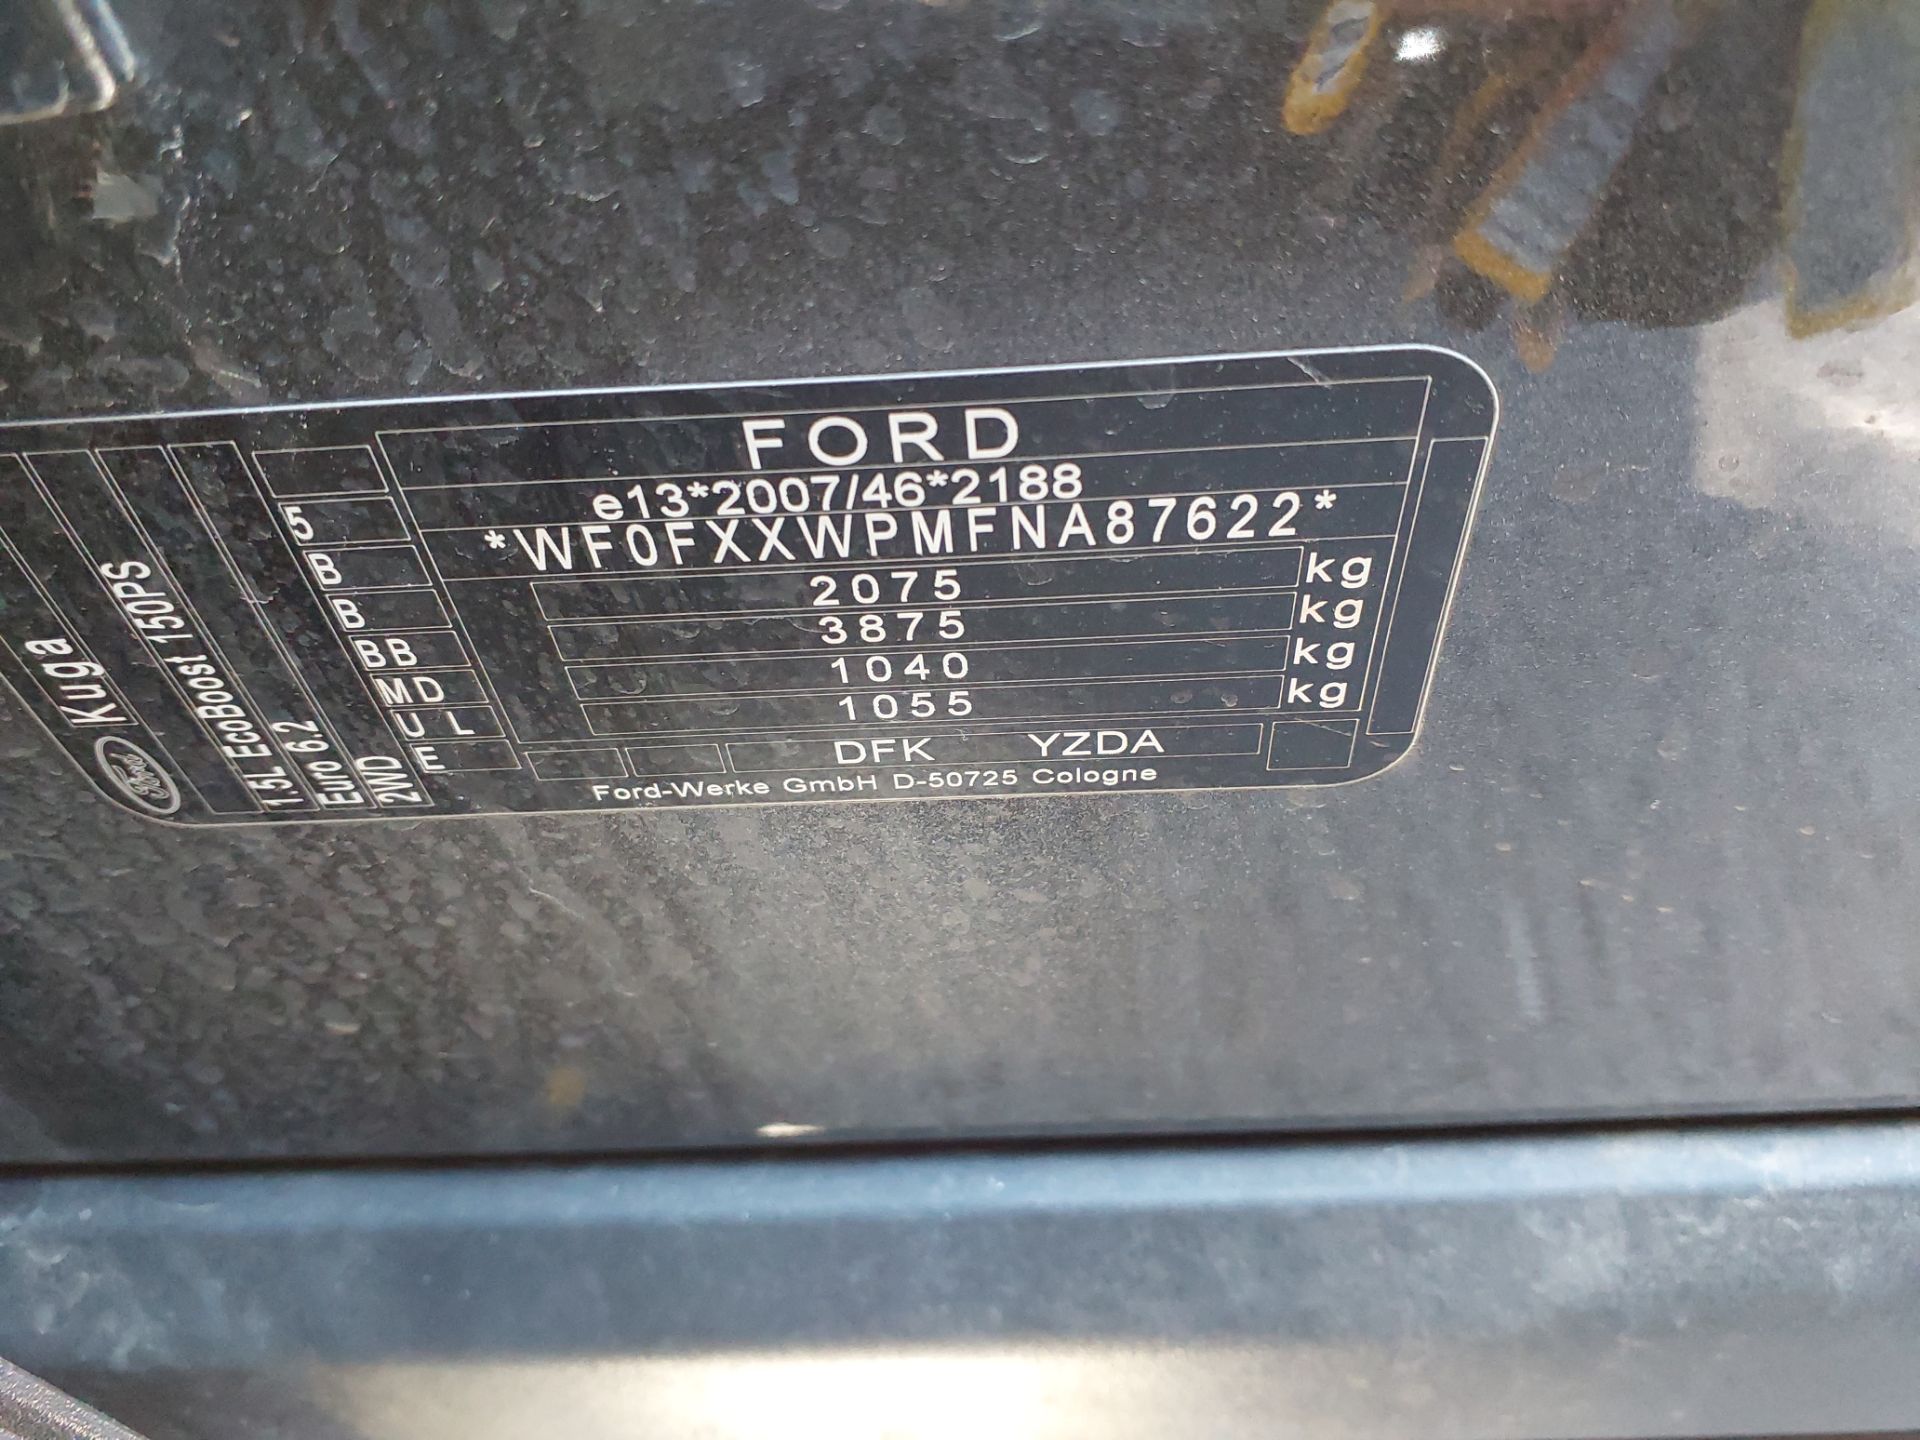 FORD
e13*2007/46*2188
*WF0FXXWPMFNA87622*
2075 kg
3875 kg
1040 kg
1055 kg
DFK YZDA
Ford-Werke GmbH D-50725 Cologne
5
B
B
BB
MD
U L
E
Ford Kuga
1.5L EcoBoost 150PS
Euro 6.2
2WD